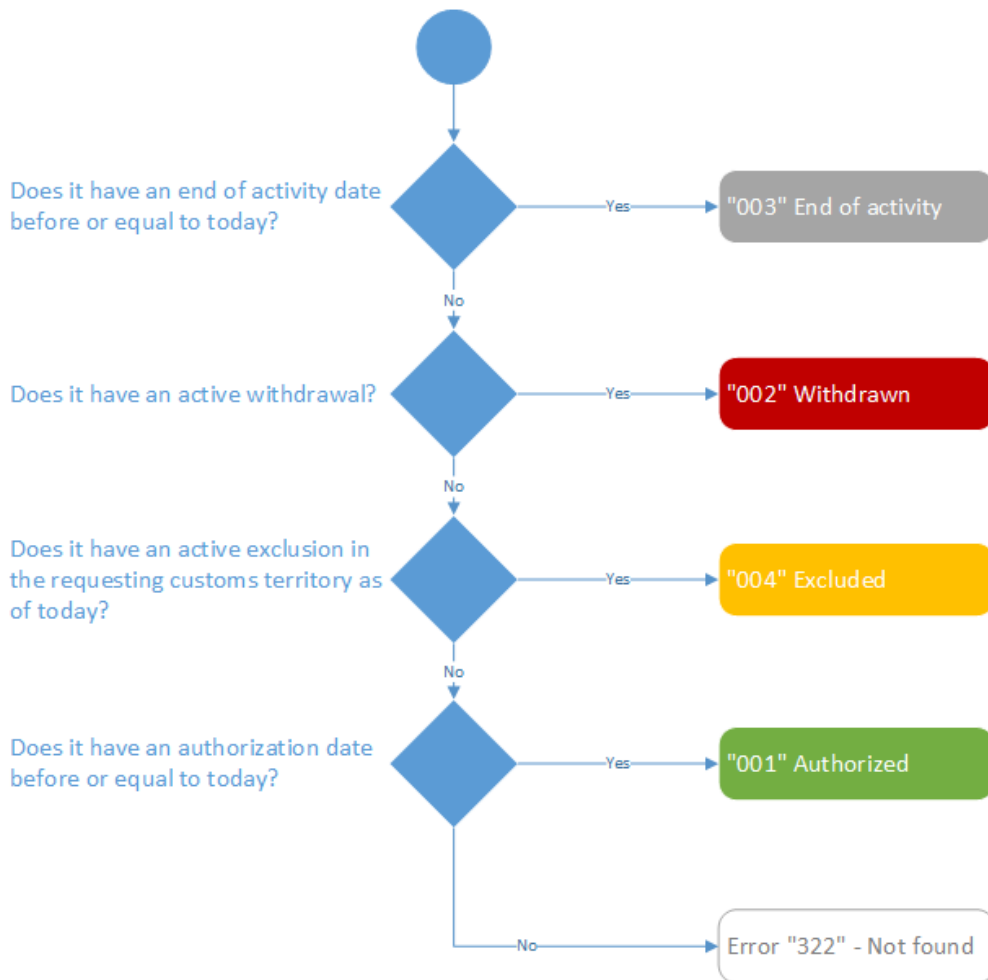 Does it have an end of activity date
before or equal to today?
Yes
"003" End of activity
No
Does it have an active withdrawal?
Yes
"002" Withdrawn
No
Does it have an active exclusion in
the requesting customs territory as
of today?
Yes
"004" Excluded
No
Does it have an authorization date
before or equal to today?
Yes
"001" Authorized
No
Error "322" - Not found